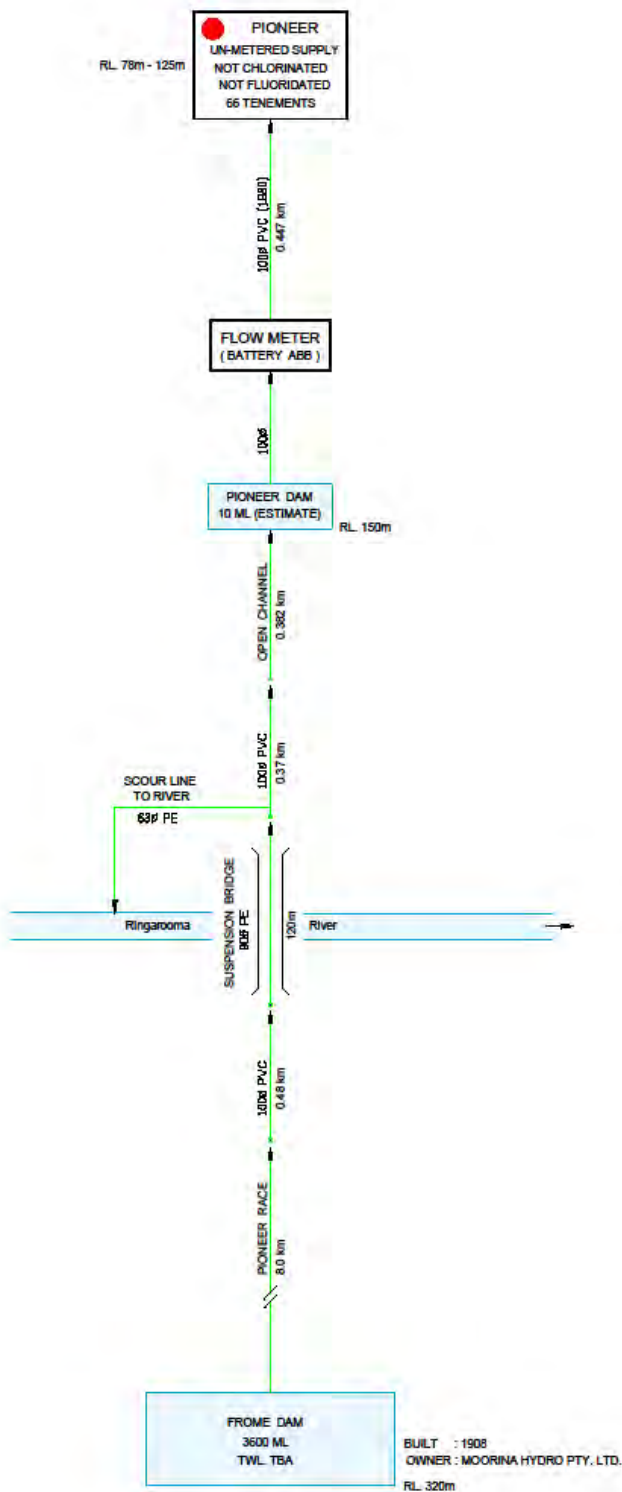 PIONEER
UN-METERED SUPPLY
NOT CHLORINATED
NOT FLUORIDATED
66 TENEMENTS
RL. 78m - 125m
100ø PVC (1980)
0.447 km
FLOW METER
( BATTERY ABB )
100ø
PIONEER DAM
10 ML (ESTIMATE)
RL. 150m
OPEN CHANNEL
0.382 km
100ø PVC
0.37 km
SCOUR LINE
TO RIVER
63ø PE
SUSPENSION BRIDGE
90ø PE
120m
Ringarooma
River
100ø PVC
0.48 km
PIONEER RACE
8.0 km
FROME DAM
3600 ML
TWL. TBA
BUILT : 1908
OWNER : MOORINA HYDRO PTY. LTD.
RL. 320m